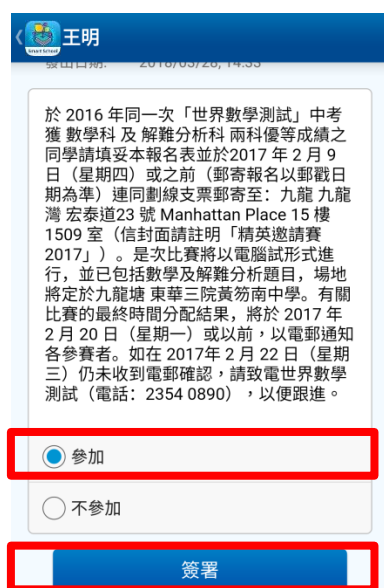 王明
Smart School
發出日期: 2018/03/28, 14:33
於 2016 年同一次「世界數學測試」中考
獲 數學科 及 解難分析科 兩科優等成績之
同學請填妥本報名表並於2017 年 2 月 9
日（星期四）或之前（郵寄報名以郵戳日
期為準）連同劃線支票郵寄至：九龍 九龍
灣 宏泰道23 號 Manhattan Place 15 樓
1509 室（信封面請註明「精英邀請賽
2017」）。是次比賽將以電腦試形式進
行，並已包括數學及解難分析題目，場地
將定於九龍塘 東華三院黃笏南中學。有關
比賽的最終時間分配結果，將於 2017 年
2 月 20 日（星期一）或以前，以電郵通知
各參賽者。如在 2017年 2 月 22 日（星期
三）仍未收到電郵確認，請致電世界數學
測試（電話：2354 0890），以便跟進。
參加
不參加
簽署